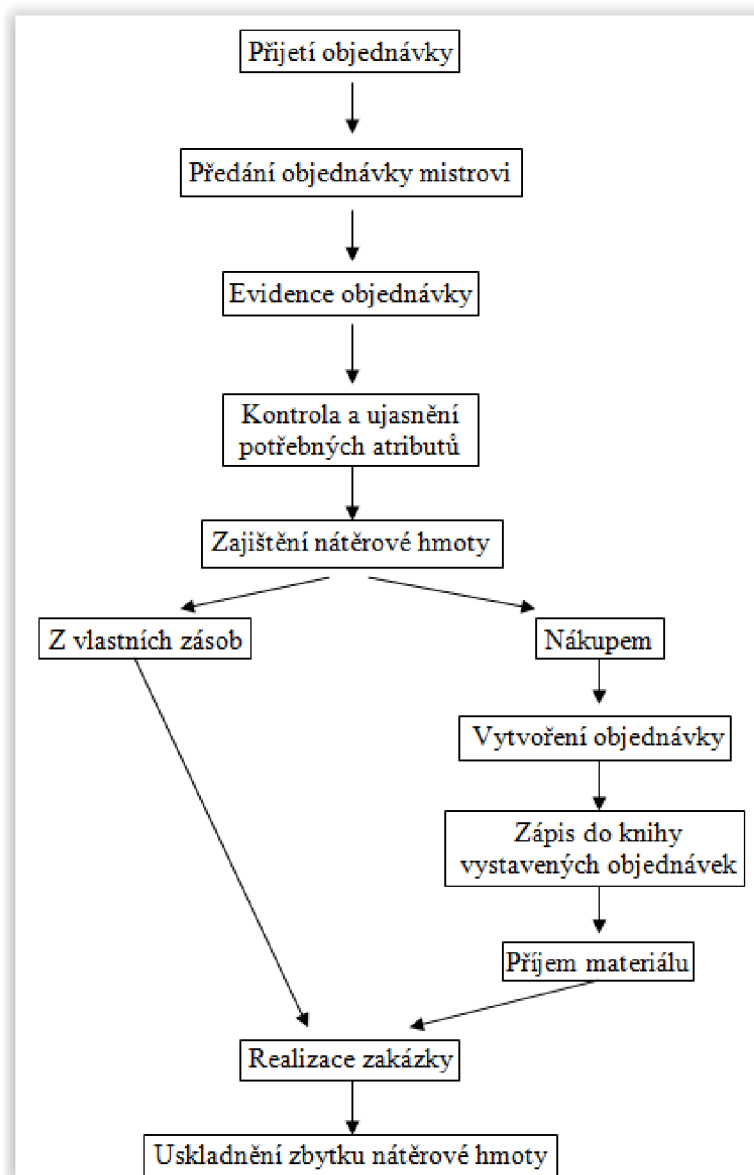 Přijetí objednávky
Předání objednávky mistrovi
Evidence objednávky
Kontrola a ujasnění
potřebných atributů
Zajištění nátěrové hmoty
Z vlastních zásob
Nákupem
Vytvoření objednávky
Zápis do knihy
vystavených objednávek
Příjem materiálu
Realizace zakázky
Uskladnění zbytku nátěrové hmoty